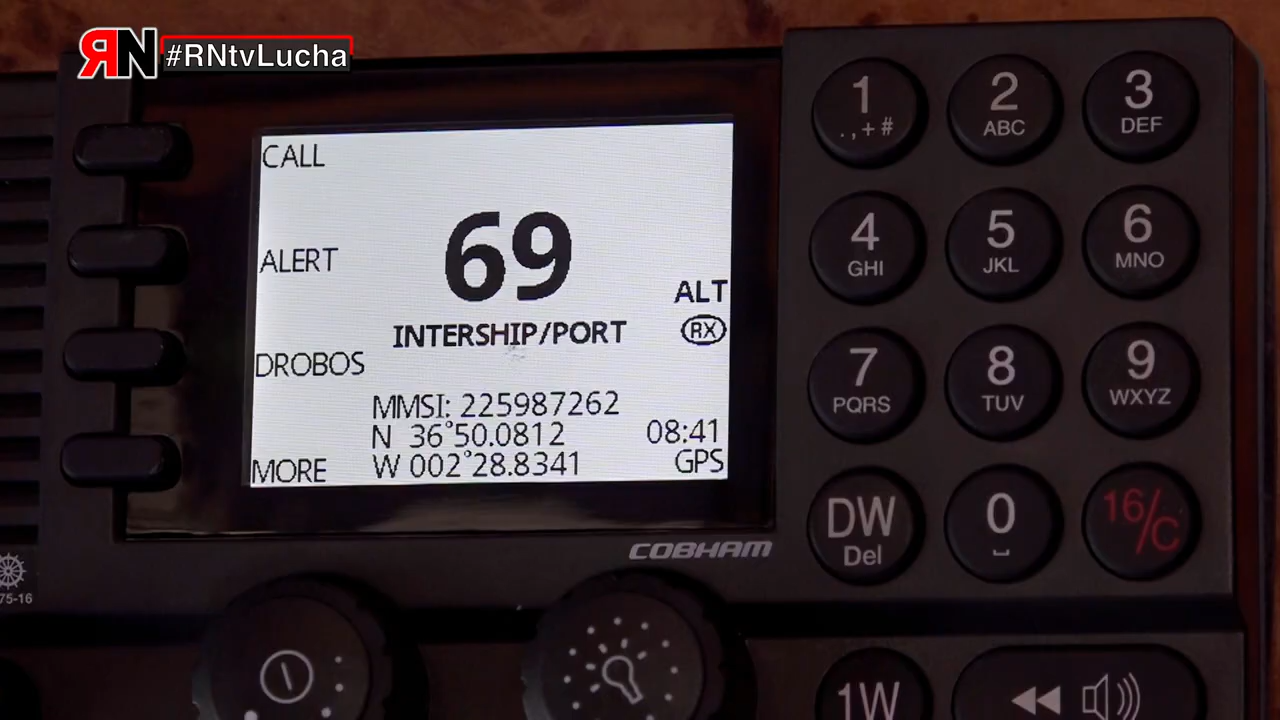 RN #RNtvLucha
CALL
69
ALERT
ALT
INTERSHIP/PORT
RX
DROBOS
MMSI: 225987262
N 36°50.0812
08:41
MORE
W 002°28.8341
GPS
COBHAM
1
.,+#
2
ABC
3
DEF
4
GHI
5
JKL
6
MNO
7
PQRS
8
TUV
9
WXYZ
DW
Del
0
16/C
75-16
1W